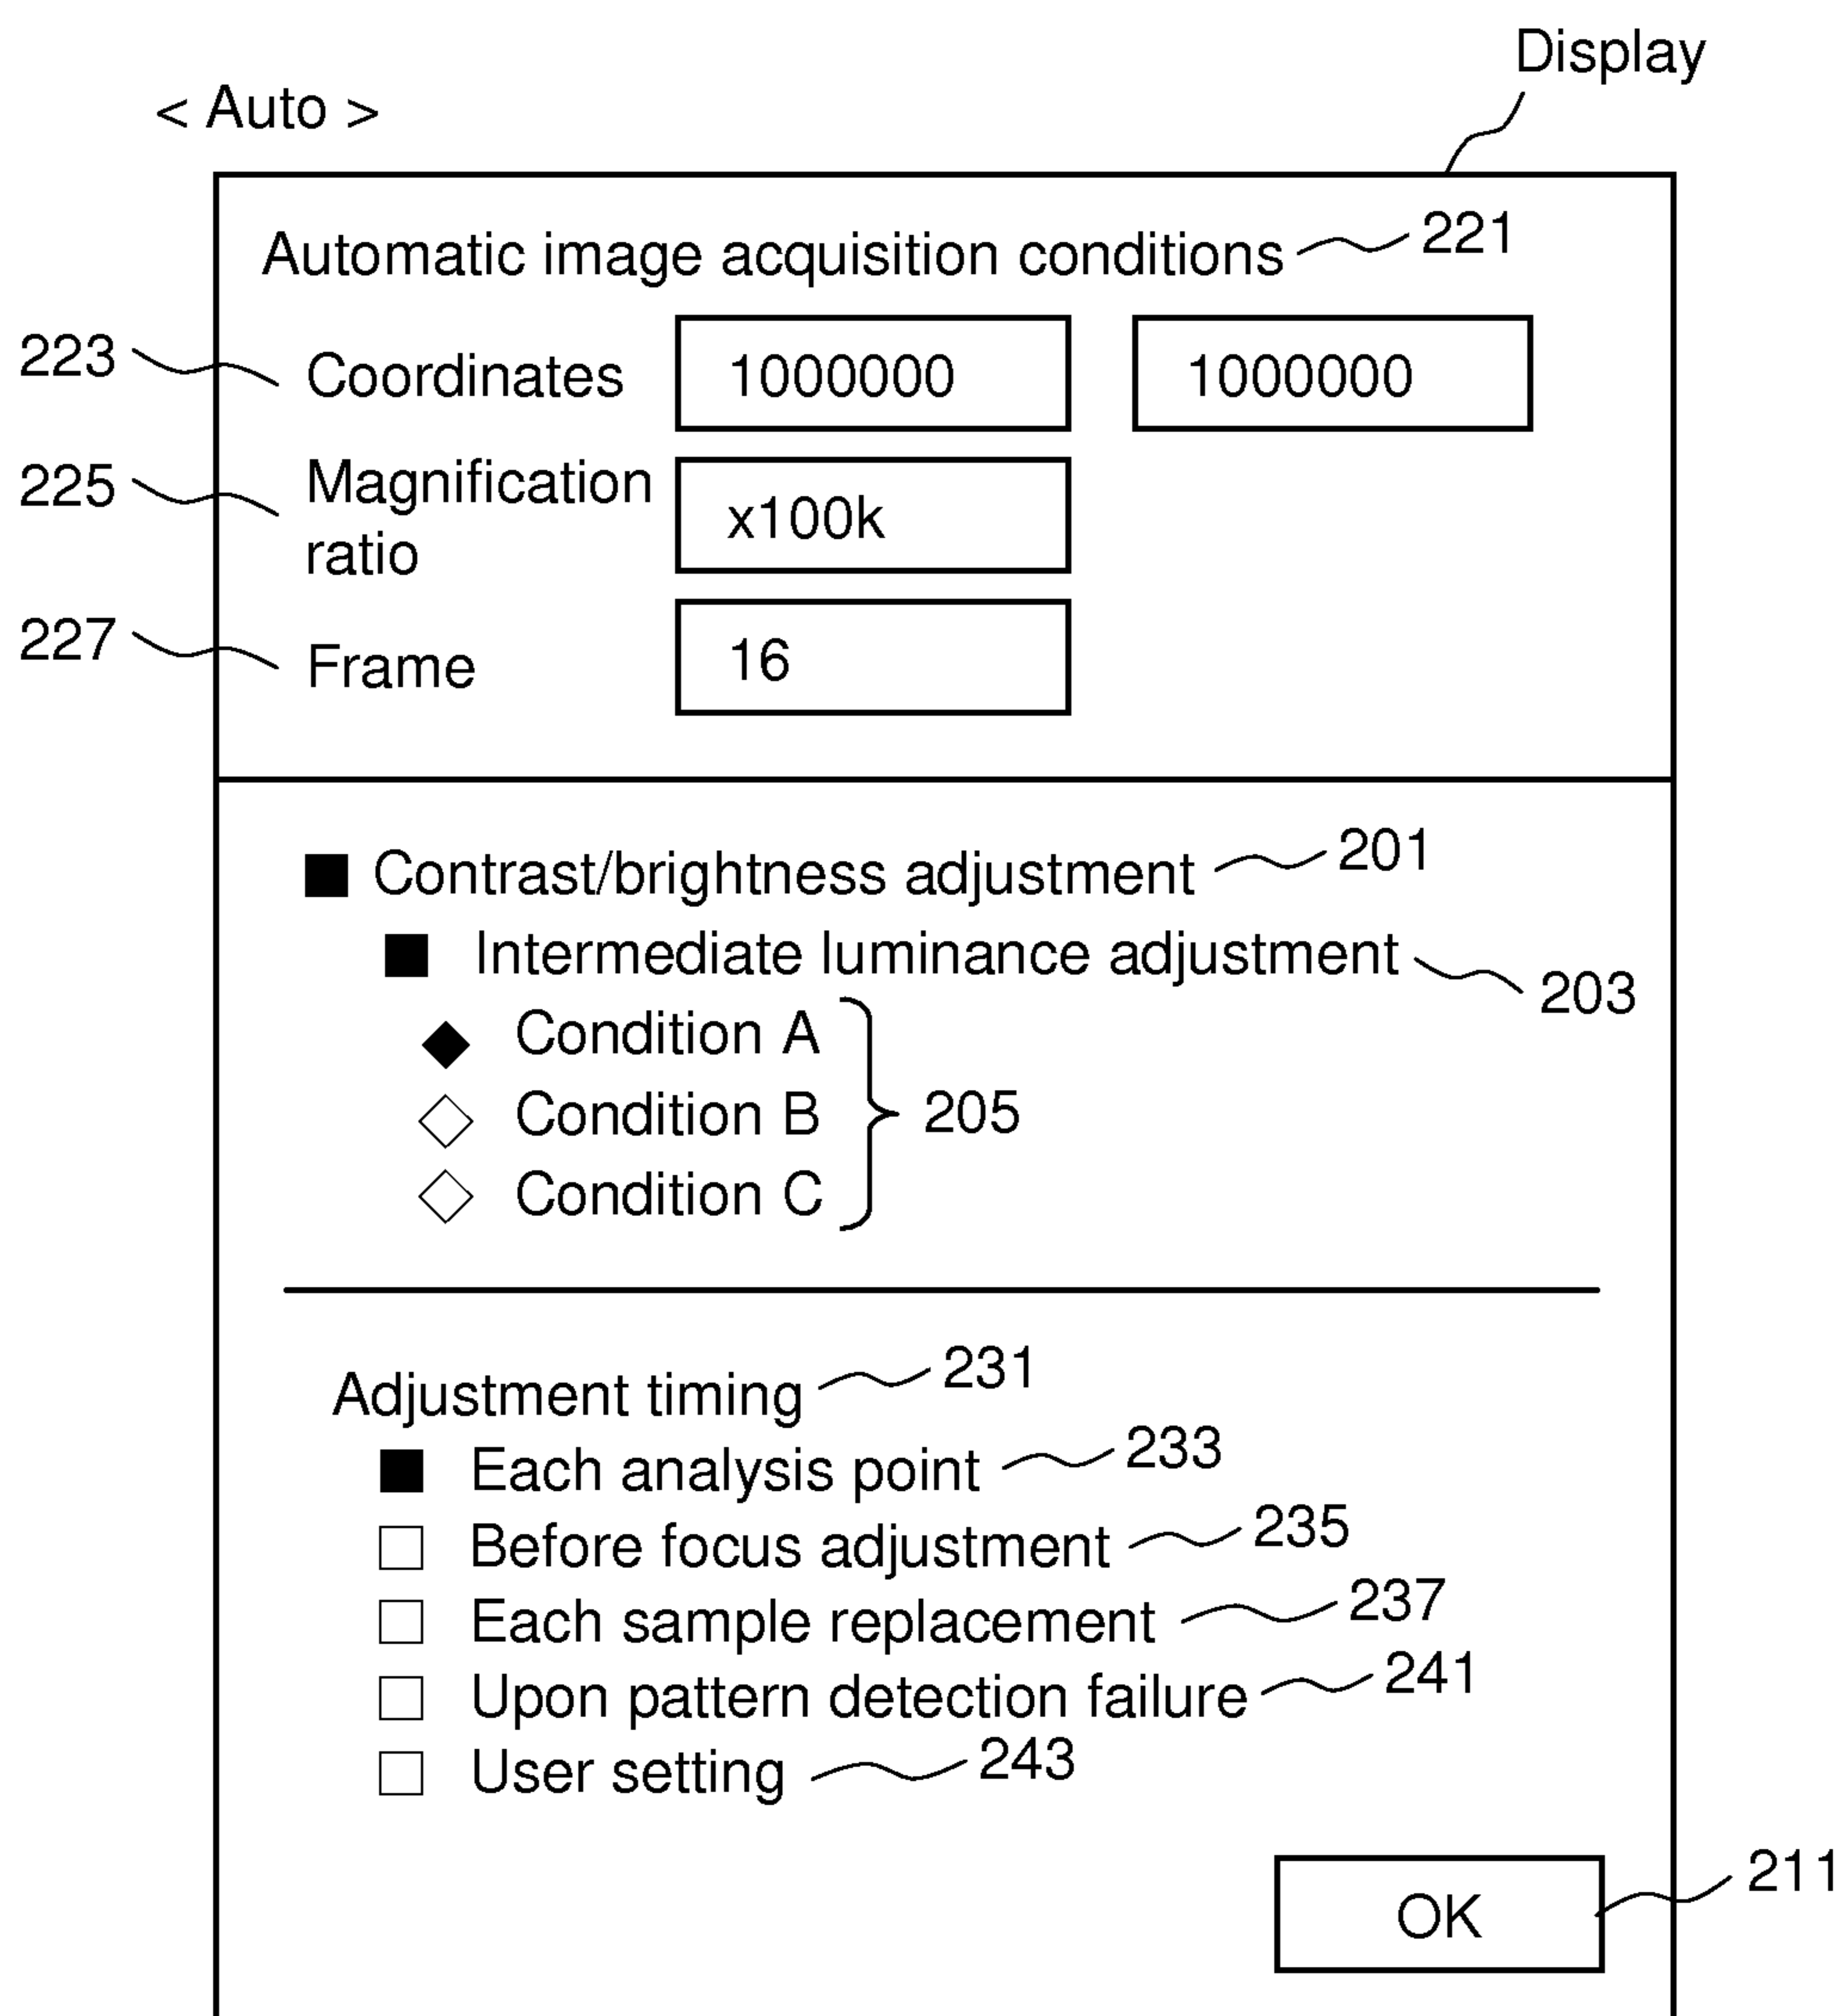 Display
< Auto >
Automatic image acquisition conditions 221
223 Coordinates 1000000 1000000
225 Magnification
ratio x100k
227 Frame 16
■ Contrast/brightness adjustment 201
■ Intermediate luminance adjustment 203
◆ Condition A
◇ Condition B 205
◇ Condition C
Adjustment timing 231
■ Each analysis point 233
□ Before focus adjustment 235
□ Each sample replacement 237
□ Upon pattern detection failure 241
□ User setting 243
OK 211